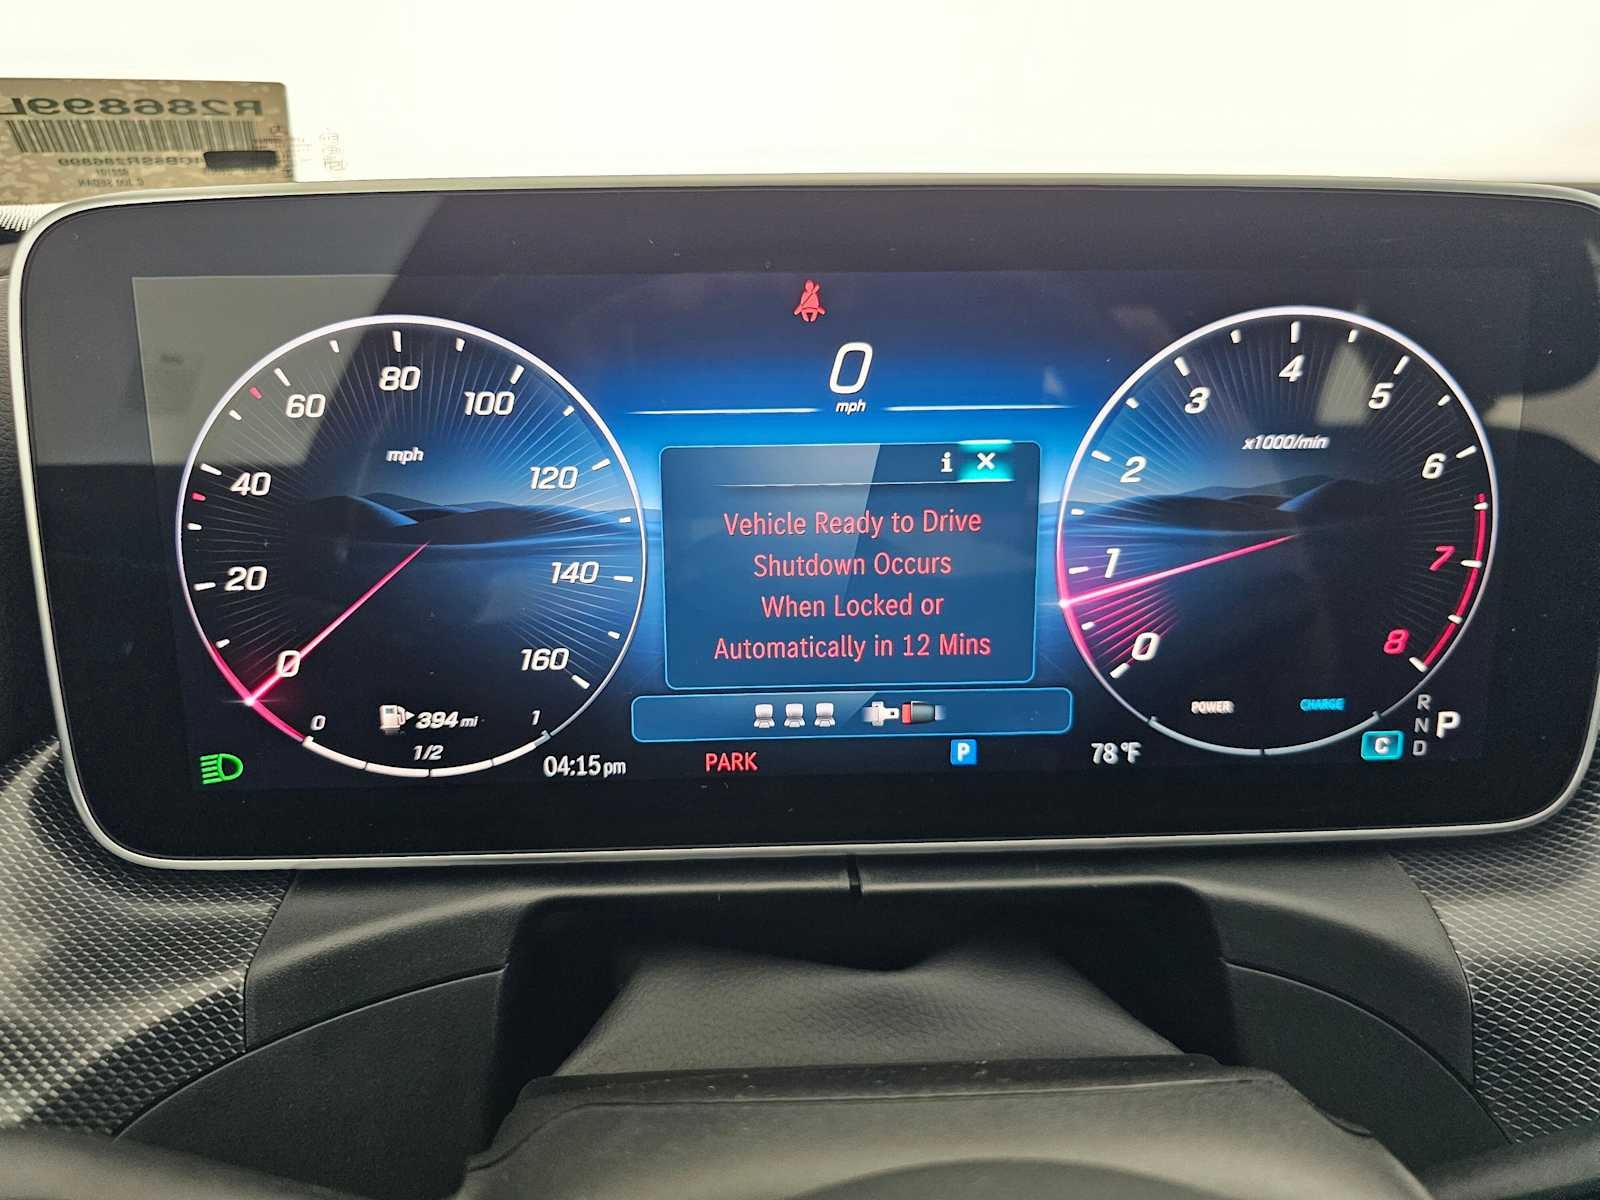 R286899L
0
mph
i X
Vehicle Ready to Drive
Shutdown Occurs
When Locked or
Automatically in 12 Mins
0 20 40 60 80 100 120 140 160
mph
0 1/2 1
394 mi
04:15 pm
PARK
P
78 °F
0 1 2 3 4 5 6 7 8
x1000/min
POWER
CHARGE
R
N
D
P
C